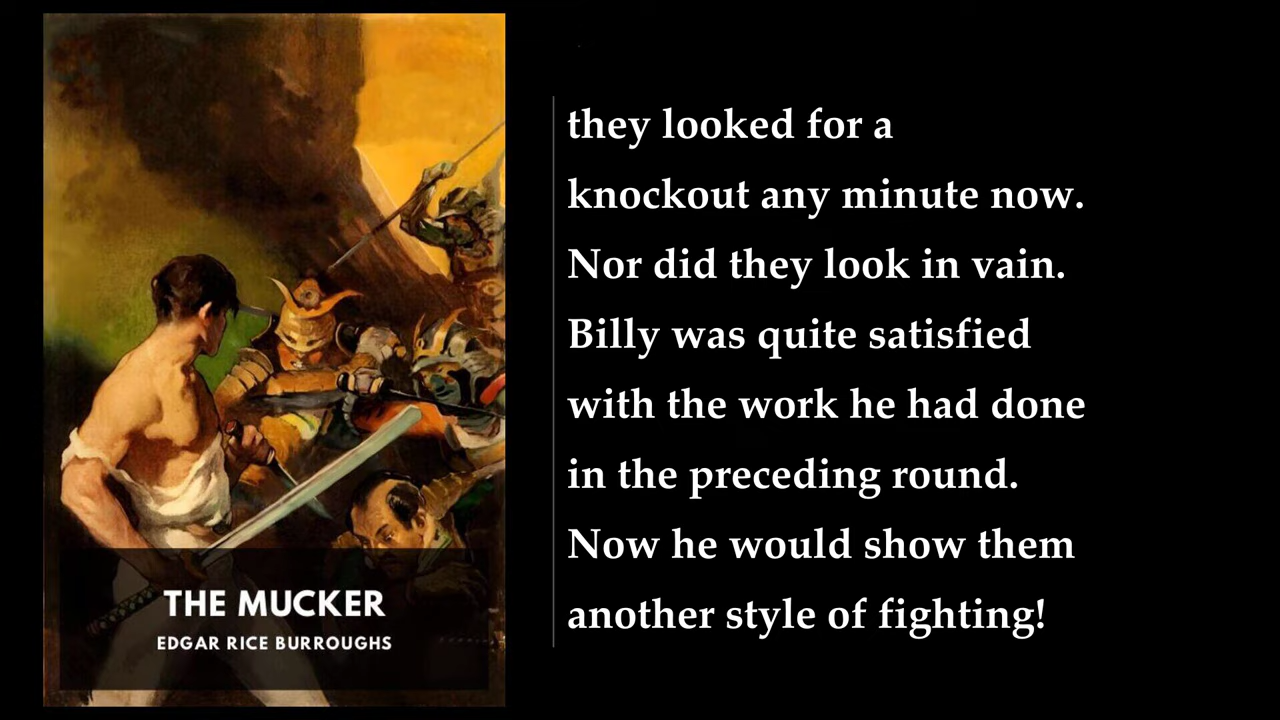 THE MUCKER
EDGAR RICE BURROUGHS
they looked for a
knockout any minute now.
Nor did they look in vain.
Billy was quite satisfied
with the work he had done
in the preceding round.
Now he would show them
another style of fighting!